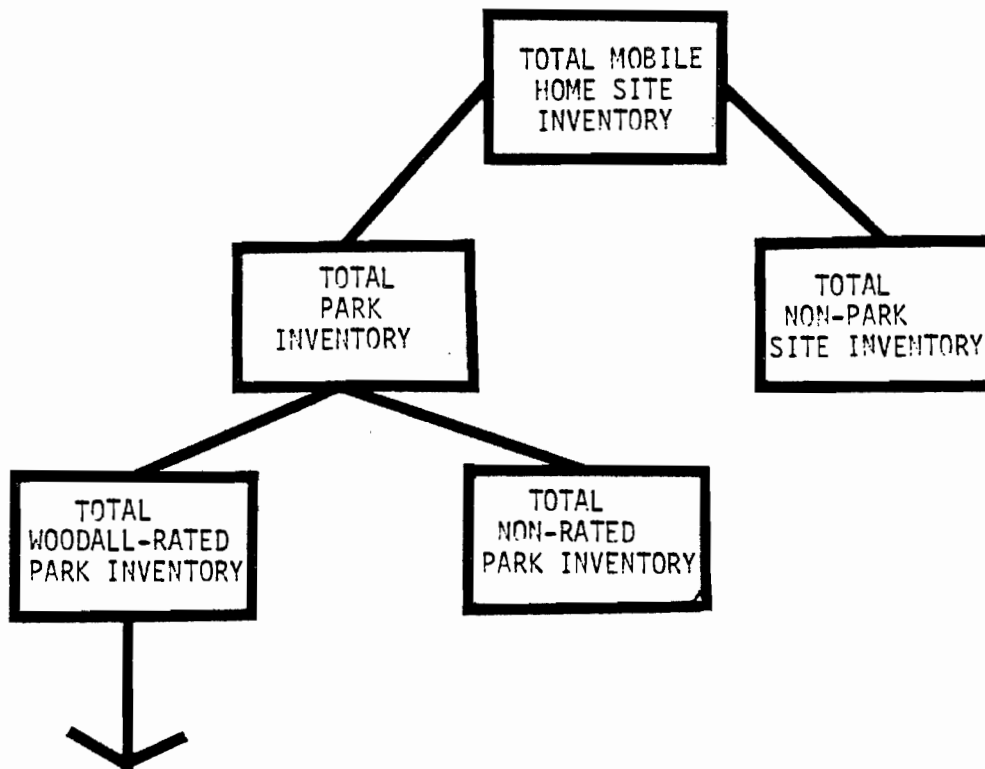 TOTAL MOBILE
HOME SITE
INVENTORY
TOTAL
PARK
INVENTORY
TOTAL
NON-PARK
SITE INVENTORY
TOTAL
WOODALL-RATED
PARK INVENTORY
TOTAL
NON-RATED
PARK INVENTORY